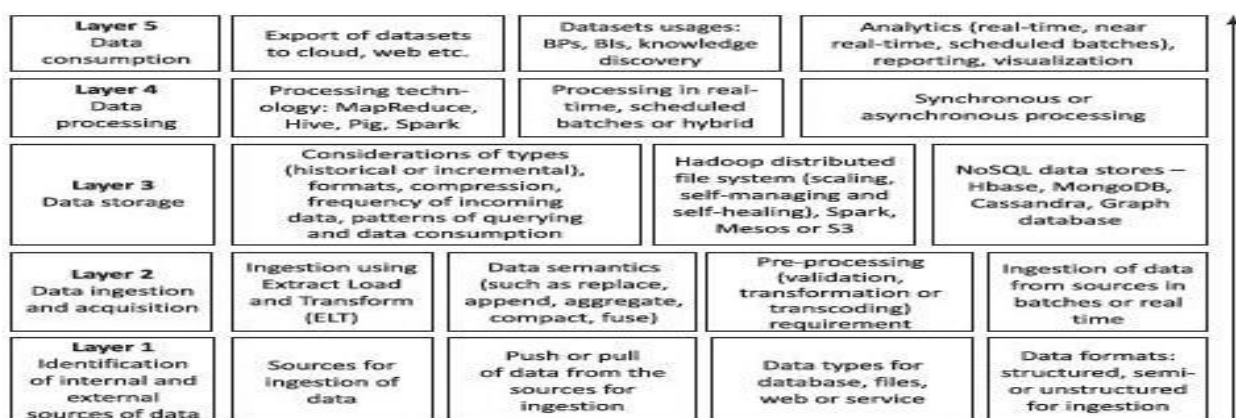 Layer 5
Data
consumption
Export of datasets
to cloud, web etc.
Datasets usages:
BPs, BIs, knowledge
discovery
Analytics (real-time, near
real-time, scheduled batches),
reporting, visualization
Layer 4
Data
processing
Processing techn-
ology: MapReduce,
Hive, Pig, Spark
Processing in real-
time, scheduled
batches or hybrid
Synchronous or
asynchronous processing
Layer 3
Data storage
Considerations of types
(historical or incremental),
formats, compression,
frequency of incoming
data, patterns of querying
and data consumption
Hadoop distributed
file system (scaling,
self-managing and
self-healing), Spark,
Mesos or S3
NoSQL data stores –
Hbase, MongoDB,
Cassandra, Graph
database
Layer 2
Data ingestion
and acquisition
Ingestion using
Extract Load
and Transform
(ELT)
Data semantics
(such as replace,
append, aggregate,
compact, fuse)
Pre-processing
(validation,
transformation or
transcoding)
requirement
Ingestion of data
from sources in
batches or real
time
Layer 1
Identification
of internal and
external
sources of data
Sources for
ingestion of
data
Push or pull
of data from the
sources for
ingestion
Data types for
database, files,
web or service
Data formats:
structured, semi-
or unstructured
for ingestion